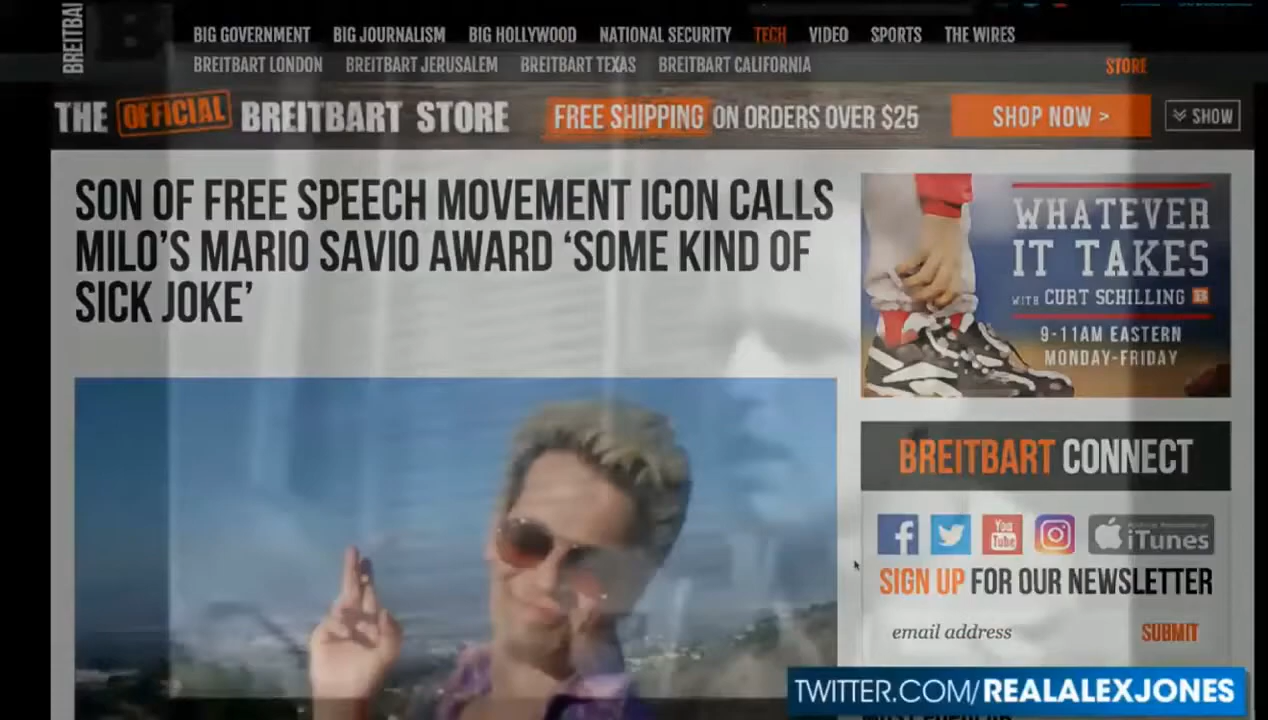 BREITBA
BIG GOVERNMENT BIG JOURNALISM BIG HOLLYWOOD NATIONAL SECURITY TECH VIDEO SPORTS THE WIRES
BREITBART LONDON BREITBART JERUSALEM BREITBART TEXAS BREITBART CALIFORNIA STORE
THE OFFICIAL BREITBART STORE FREE SHIPPING ON ORDERS OVER $25 SHOP NOW > SHOW
SON OF FREE SPEECH MOVEMENT ICON CALLS
MILO'S MARIO SAVIO AWARD ‘SOME KIND OF
SICK JOKE’
WHATEVER
IT TAKES
WITH CURT SCHILLING B
9-11AM EASTERN
MONDAY-FRIDAY
BREITBART CONNECT
You
Tube
iTunes
SIGN UP FOR OUR NEWSLETTER
email address SUBMIT
TWITTER.COM/REALALEXJONES